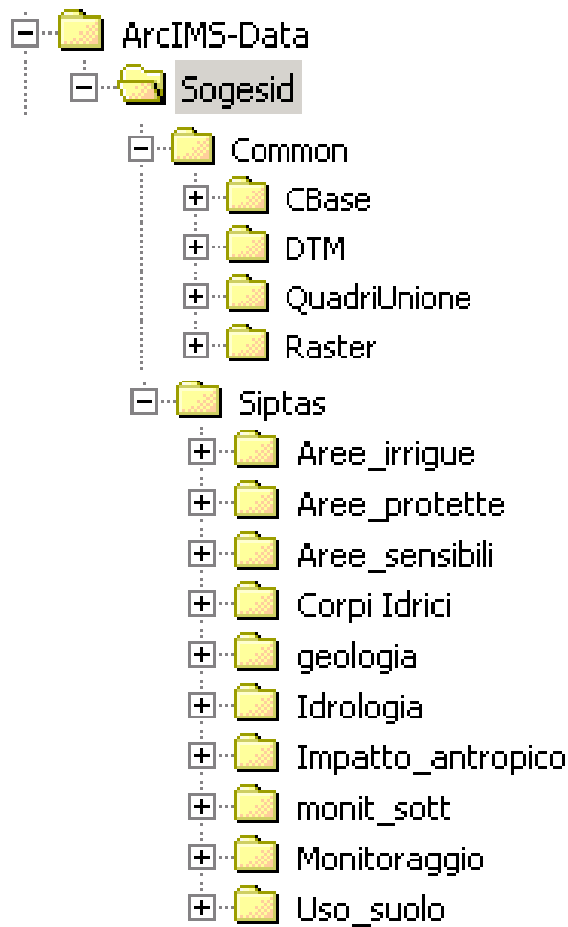 ArcIMS-Data
Sogesid
Common
CBase
DTM
QuadriUnione
Raster
Siptas
Aree_irrigue
Aree_protette
Aree_sensibili
Corpi Idrici
geologia
Idrologia
Impatto_antropico
monit_sott
Monitoraggio
Uso_suolo